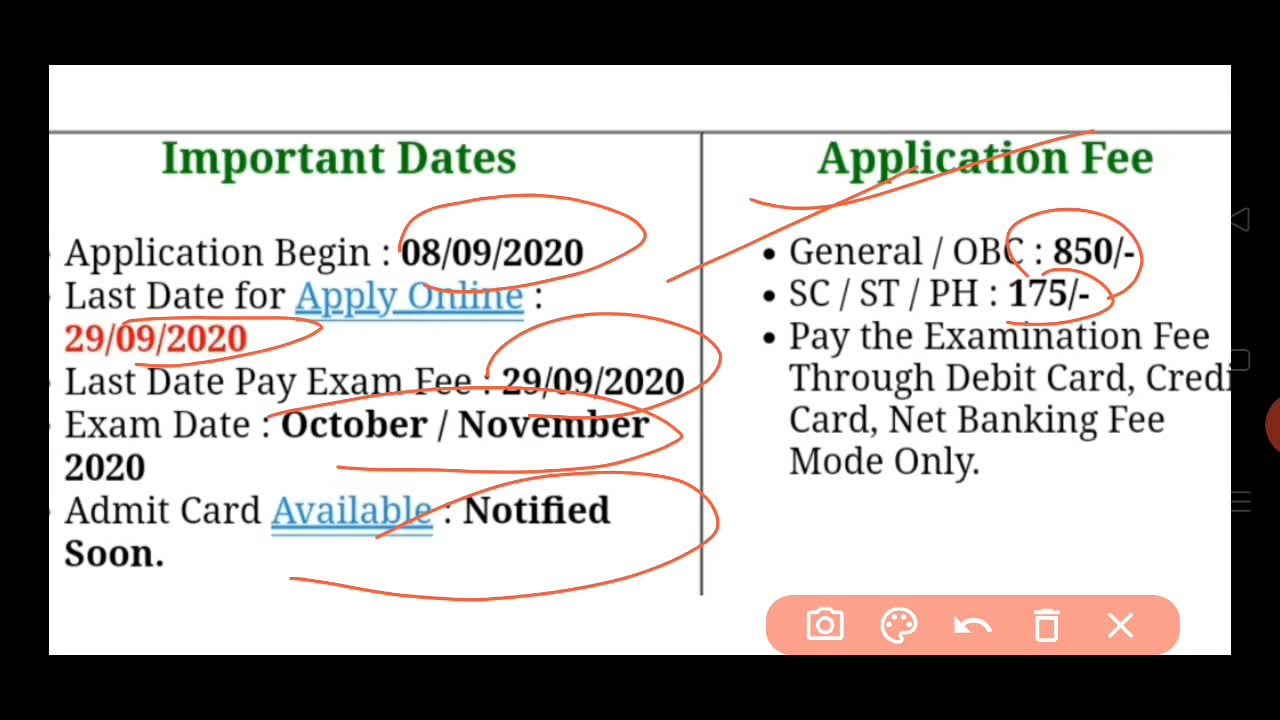 Important Dates
Application Begin : 08/09/2020
Last Date for Apply Online :
29/09/2020
Last Date Pay Exam Fee : 29/09/2020
Exam Date : October / November
2020
Admit Card Available : Notified
Soon.
Application Fee
General / OBC : 850/-
SC / ST / PH : 175/-
Pay the Examination Fee
Through Debit Card, Credi
Card, Net Banking Fee
Mode Only.